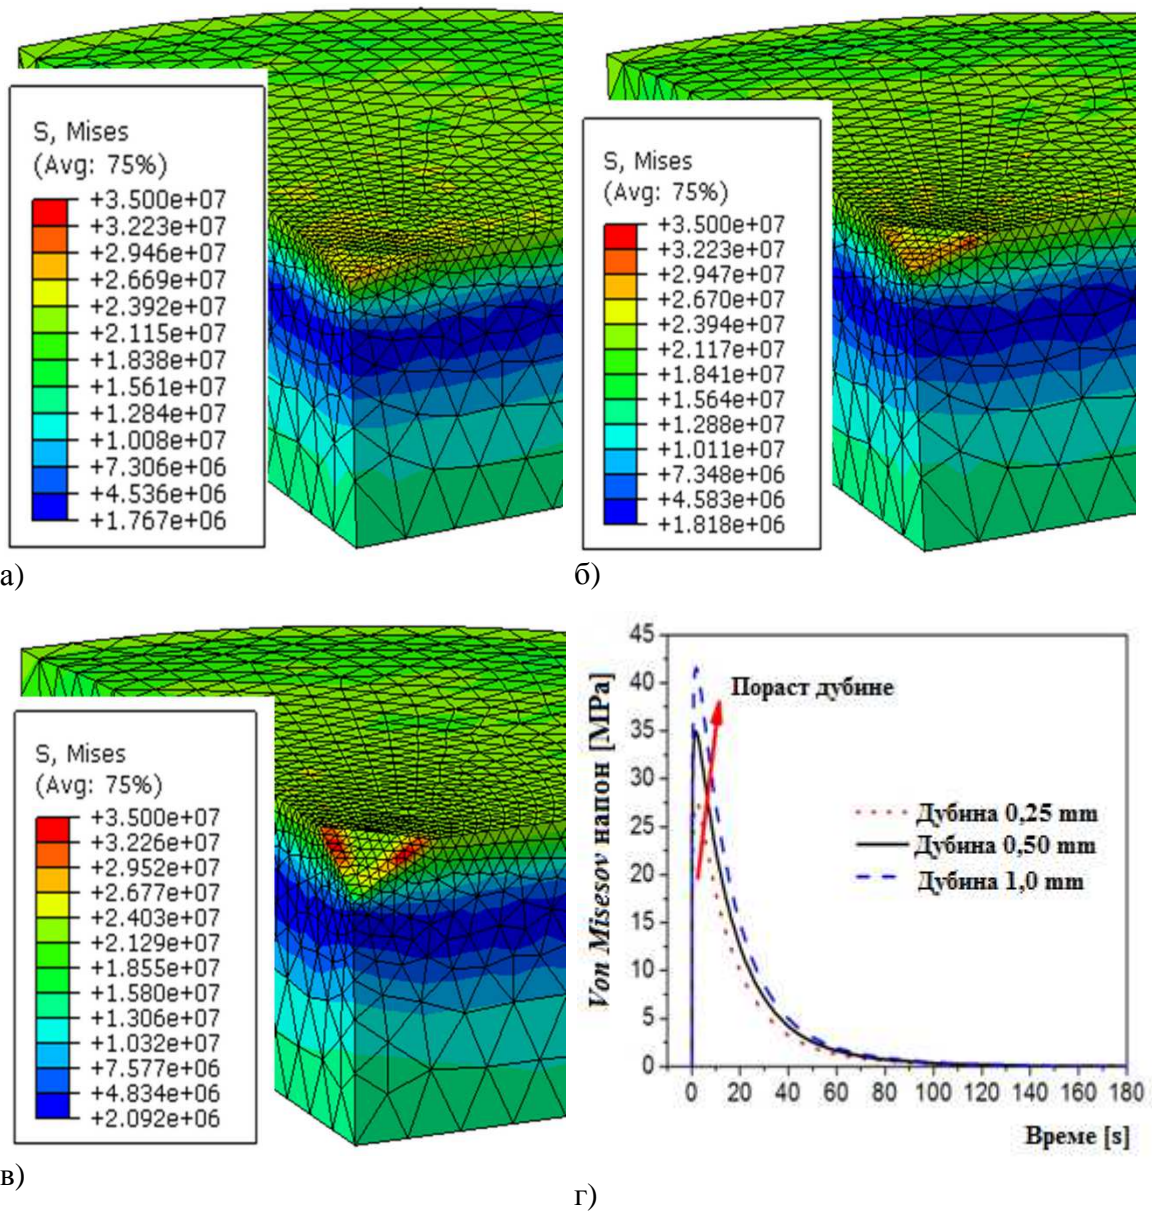 S, Mises
(Avg: 75%)
+3.500e+07
+3.223e+07
+2.946e+07
+2.669e+07
+2.392e+07
+2.115e+07
+1.838e+07
+1.561e+07
+1.284e+07
+1.008e+07
+7.306e+06
+4.536e+06
+1.767e+06
а)
S, Mises
(Avg: 75%)
+3.500e+07
+3.223e+07
+2.947e+07
+2.670e+07
+2.394e+07
+2.117e+07
+1.841e+07
+1.564e+07
+1.288e+07
+1.011e+07
+7.348e+06
+4.583e+06
+1.818e+06
б)
S, Mises
(Avg: 75%)
+3.500e+07
+3.226e+07
+2.952e+07
+2.677e+07
+2.403e+07
+2.129e+07
+1.855e+07
+1.580e+07
+1.306e+07
+1.032e+07
+7.577e+06
+4.834e+06
+2.092e+06
в)
Von Misesov напон [MPa]
45
40
35
30
25
20
15
10
5
0
Пораст дубине
Дубина 0,25 mm
Дубина 0,50 mm
Дубина 1,0 mm
0 20 40 60 80 100 120 140 160 180
Време [s]
г)